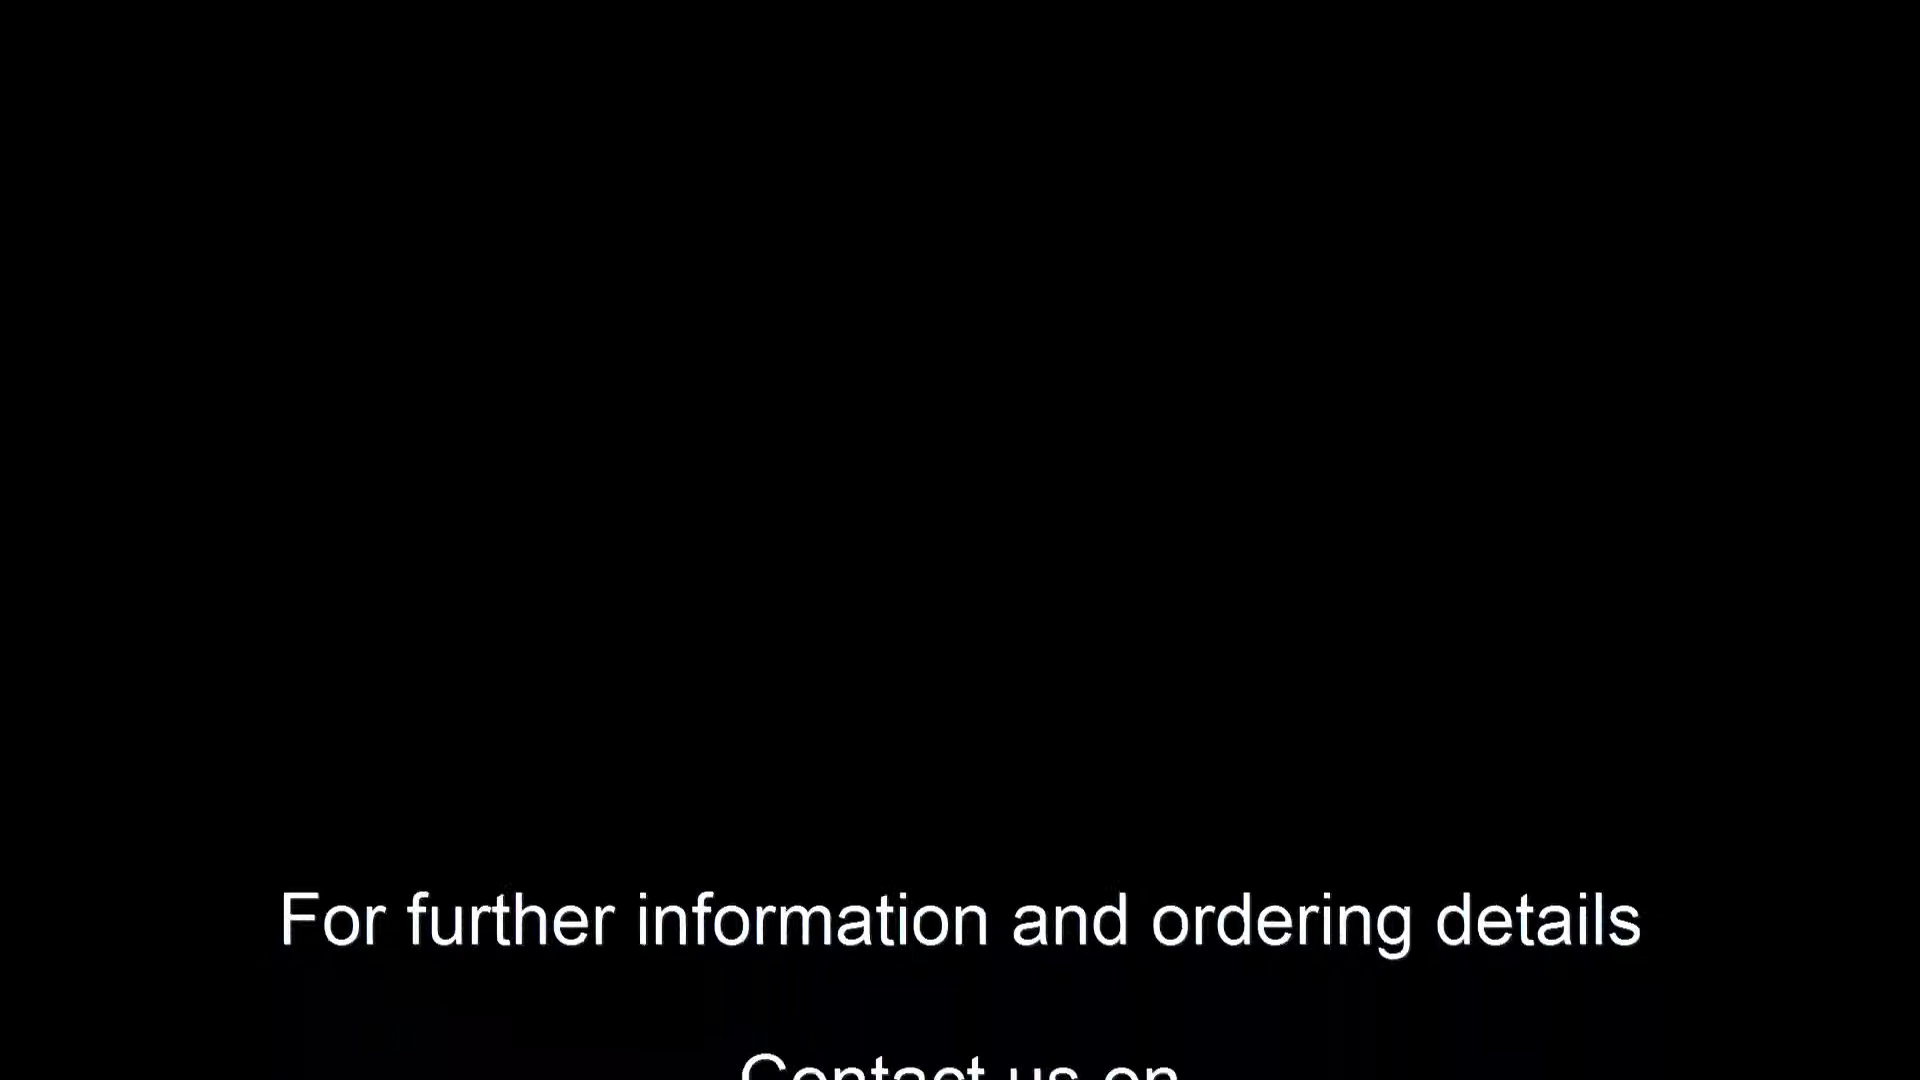 For further information and ordering details
Contact us on